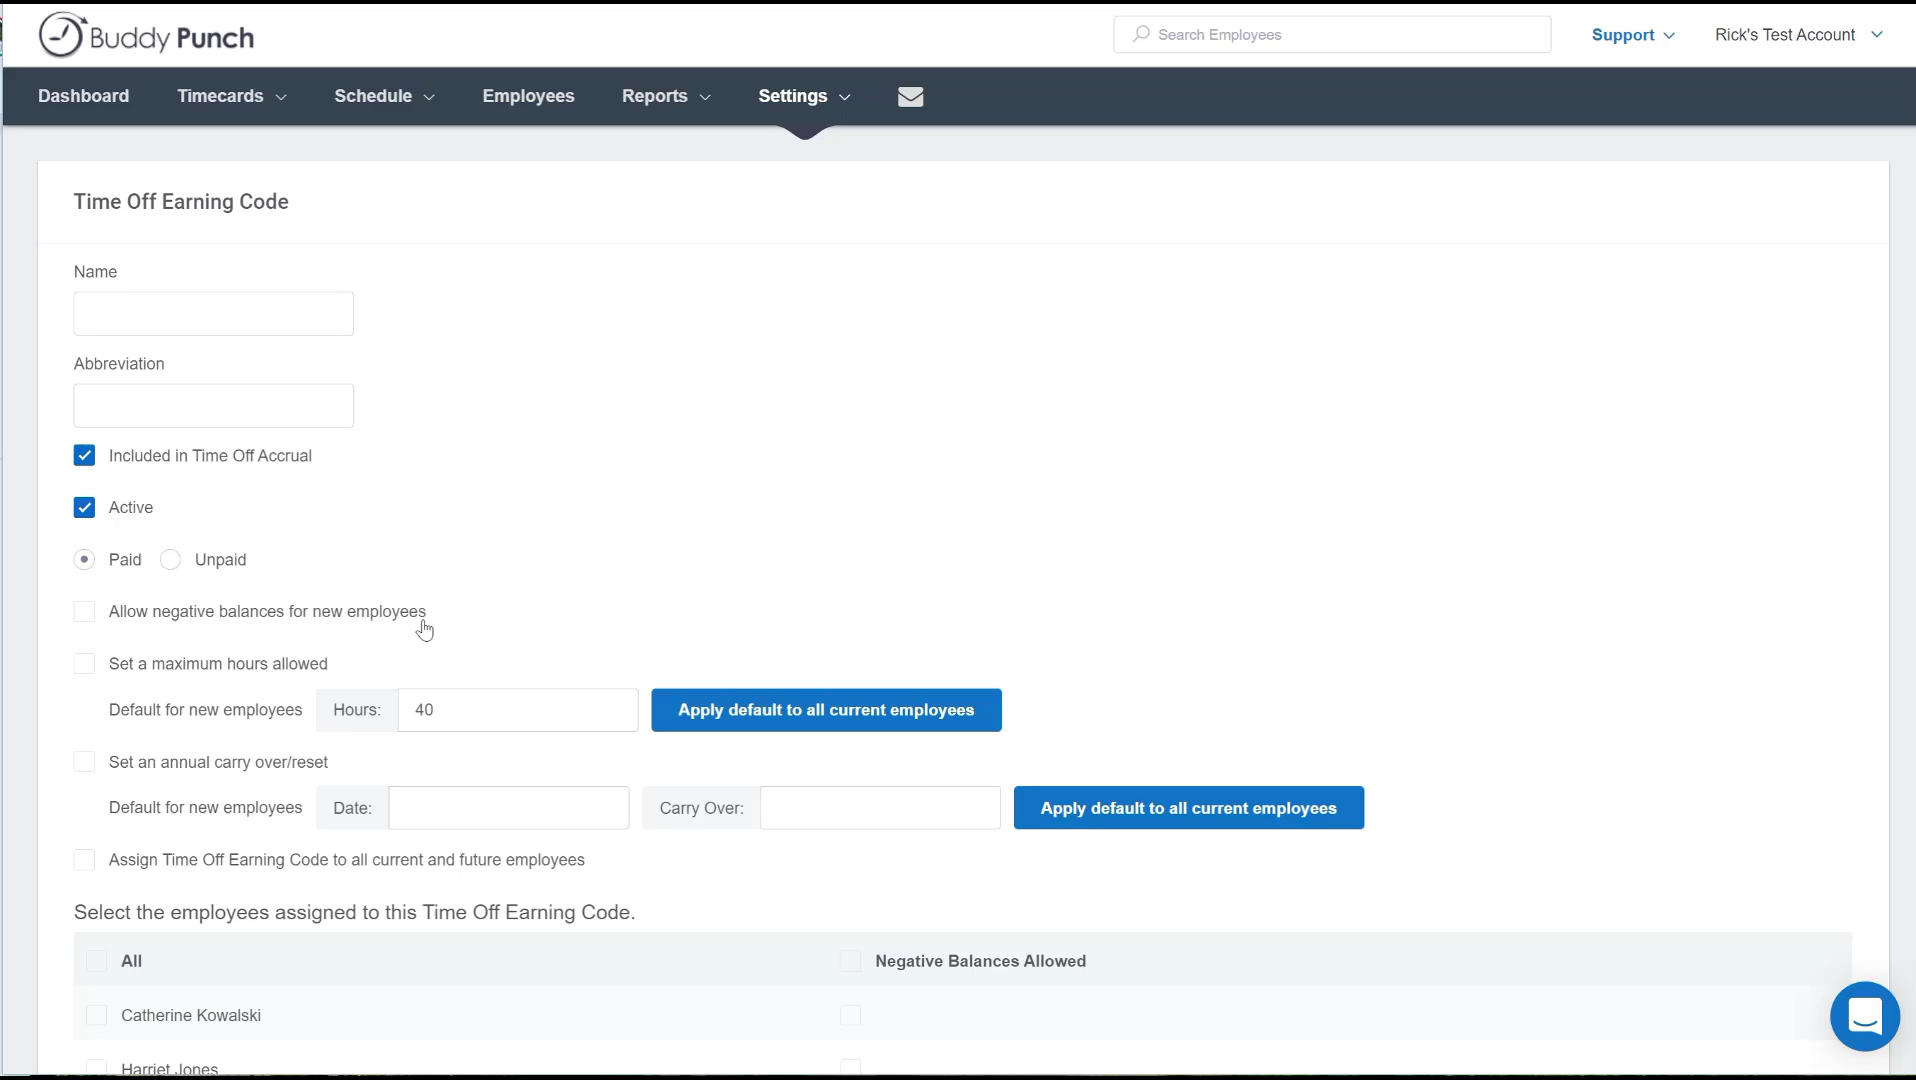 Buddy Punch
Search Employees
Support
Rick's Test Account
Dashboard
Timecards
Schedule
Employees
Reports
Settings
Time Off Earning Code
Name
Abbreviation
Included in Time Off Accrual
Active
Paid
Unpaid
Allow negative balances for new employees
Set a maximum hours allowed
Default for new employees
Hours:
40
Apply default to all current employees
Set an annual carry over/reset
Default for new employees
Date:
Carry Over:
Apply default to all current employees
Assign Time Off Earning Code to all current and future employees
Select the employees assigned to this Time Off Earning Code.
All
Negative Balances Allowed
Catherine Kowalski
Harriet Jones